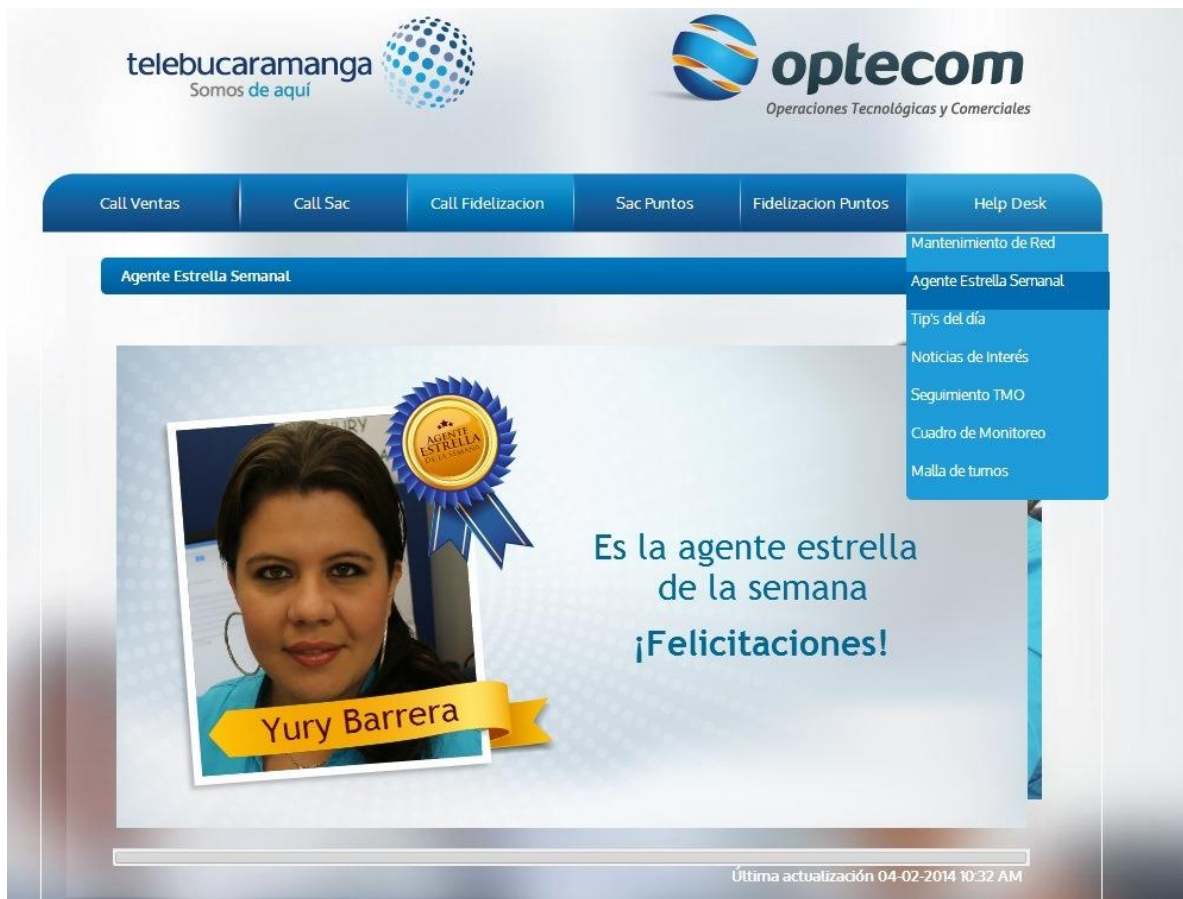 telebucaramanga
Somos de aquí
optecom
Operaciones Tecnológicas y Comerciales
Call Ventas
Call Sac
Call Fidelizacion
Sac Puntos
Fidelizacion Puntos
Help Desk
Mantenimiento de Red
Agente Estrella Semanal
Tip's del día
Noticias de Interés
Seguimiento TMO
Cuadro de Monitoreo
Malla de turnos
Agente Estrella Semanal
AGENTE
ESTRELLA
DE LA SEMANA
Yury Barrera
Es la agente estrella
de la semana
¡Felicitaciones!
Última actualización 04-02-2014 10:32 AM